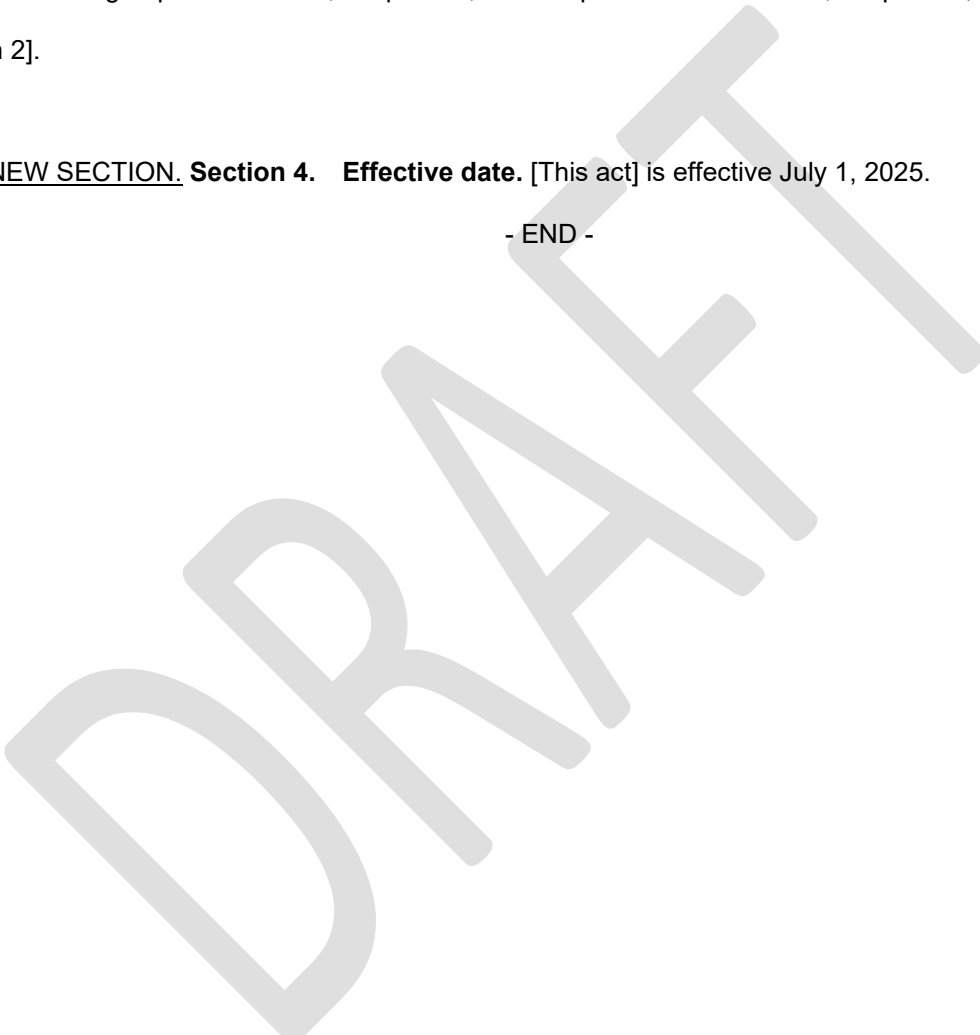 2].
NEW SECTION. Section 4. Effective date. [This act] is effective July 1, 2025.
- END -
DRAFT